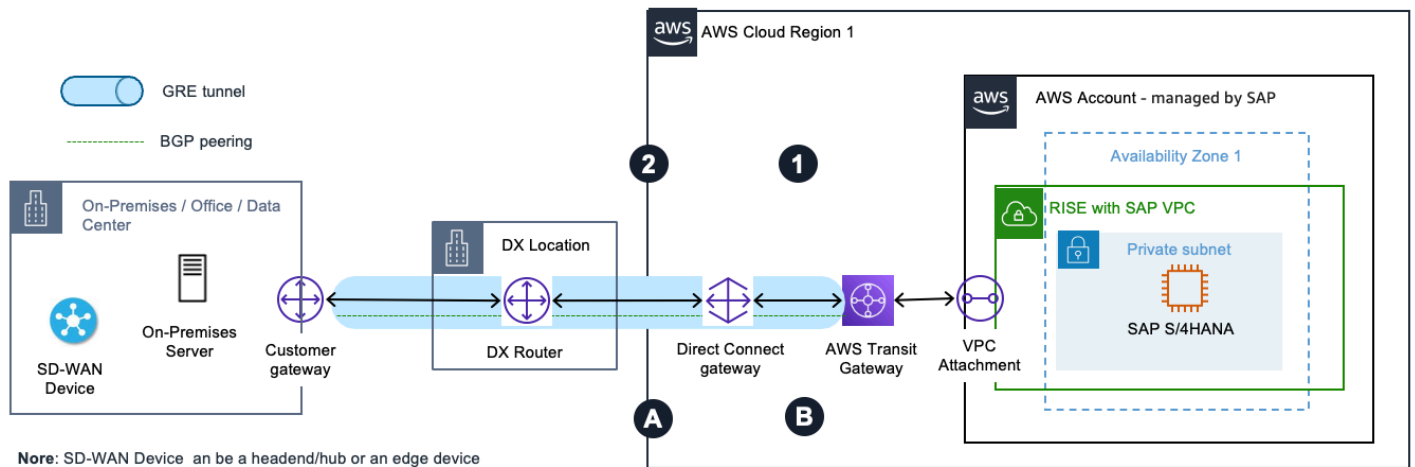 aws
AWS Cloud Region 1
GRE tunnel
BGP peering
aws
AWS Account - managed by SAP
2
1
Availability Zone 1
On-Premises / Office / Data
Center
RISE with SAP VPC
DX Location
Private subnet
On-Premises
Server
SD-WAN
Device
Customer
gateway
DX Router
Direct Connect
gateway
AWS Transit
Gateway
VPC
Attachment
SAP S/4HANA
A
B
Nore: SD-WAN Device an be a headend/hub or an edge device